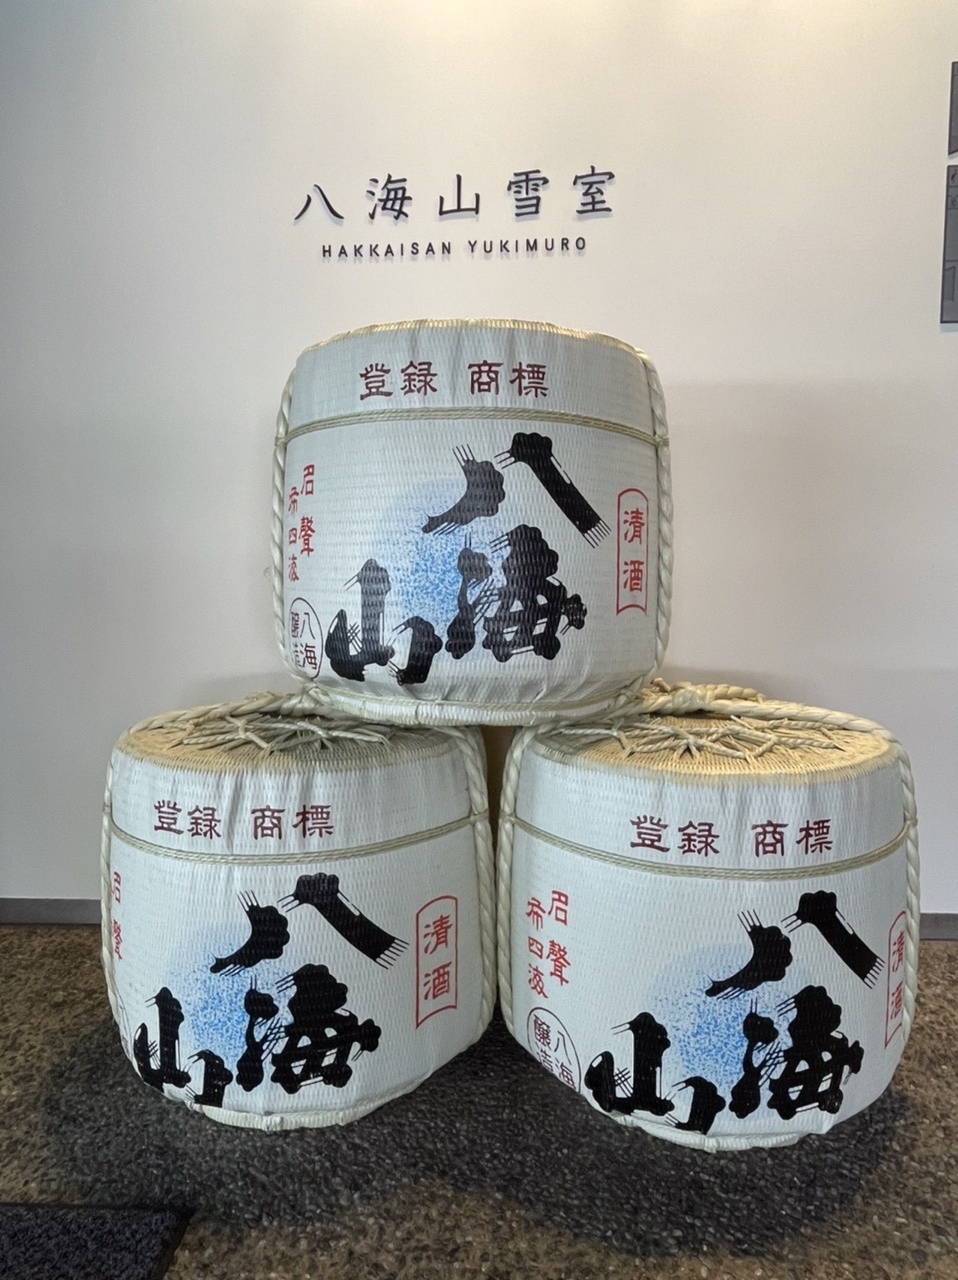 八海山雪室
HAKKAISAN YUKIMURO
登録 商標
八海山
清酒
名聲
布四海
八海
醸造
登録 商標
八海山
清酒
名聲
登録 商標
八海山
清酒
名聲
布四海
八海
醸造